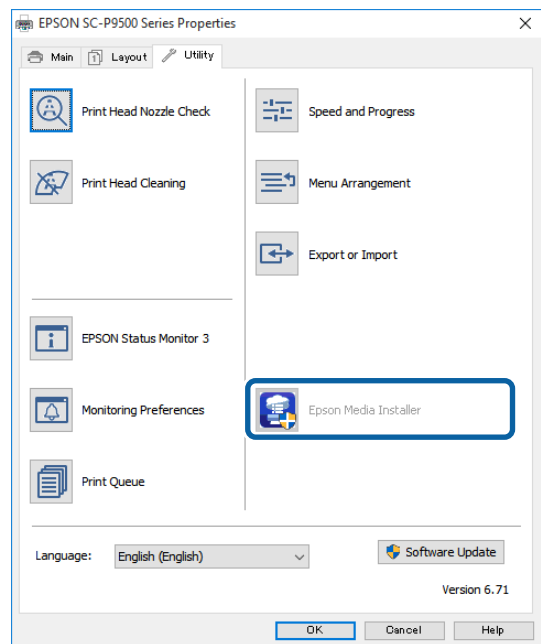 EPSON SC-P9500 Series Properties
Main Layout Utility
Print Head Nozzle Check
Speed and Progress
Print Head Cleaning
Menu Arrangement
Export or Import
EPSON Status Monitor 3
Monitoring Preferences
Epson Media Installer
Print Queue
Language: English (English)
Software Update
Version 6.71
OK Cancel Help